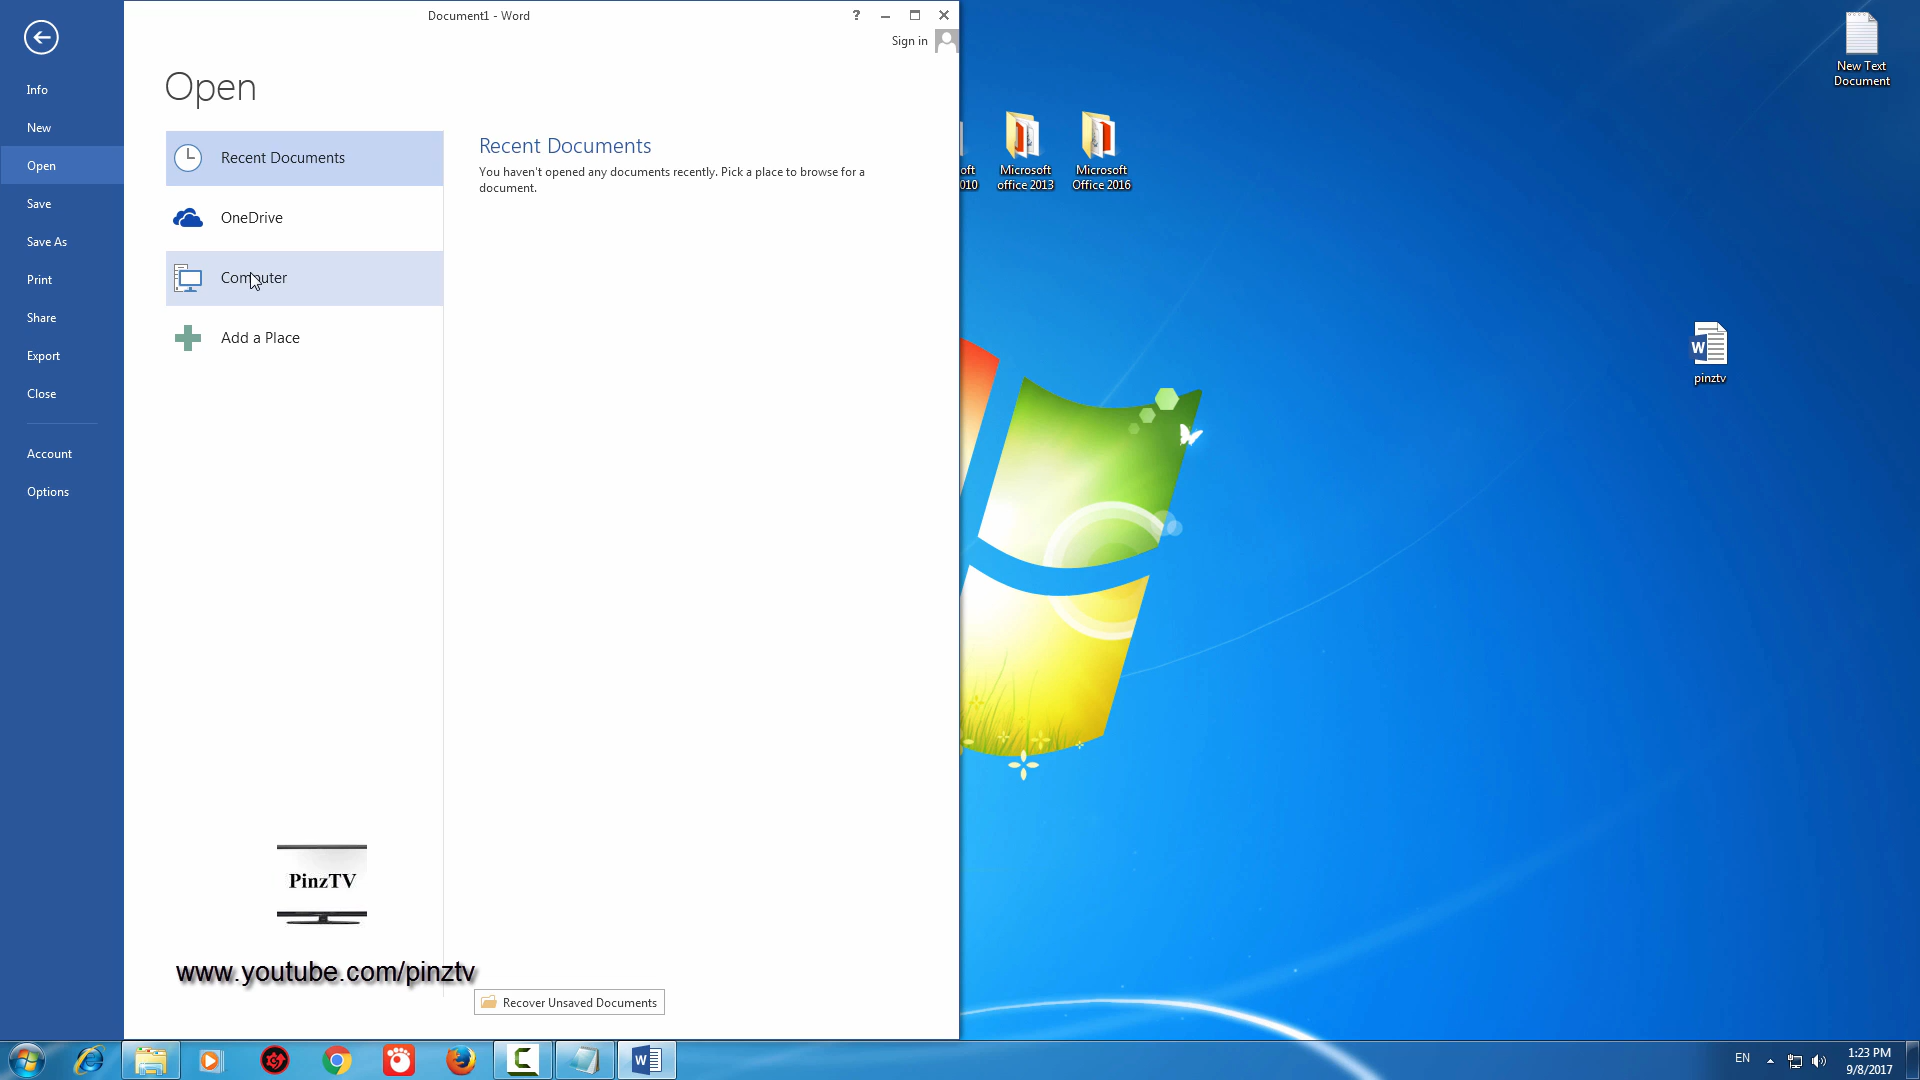 Document1 - Word
?
Sign in
Info
New
Open
Save
Save As
Print
Share
Export
Close
Account
Options
Open
Recent Documents
OneDrive
Computer
Add a Place
Recent Documents
You haven't opened any documents recently. Pick a place to browse for a
document.
PinzTV
www.youtube.com/pinztv
Recover Unsaved Documents
oft
010
Microsoft
office 2013
Microsoft
Office 2016
New Text
Document
W
pinztv
EN
1:23 PM
9/8/2017